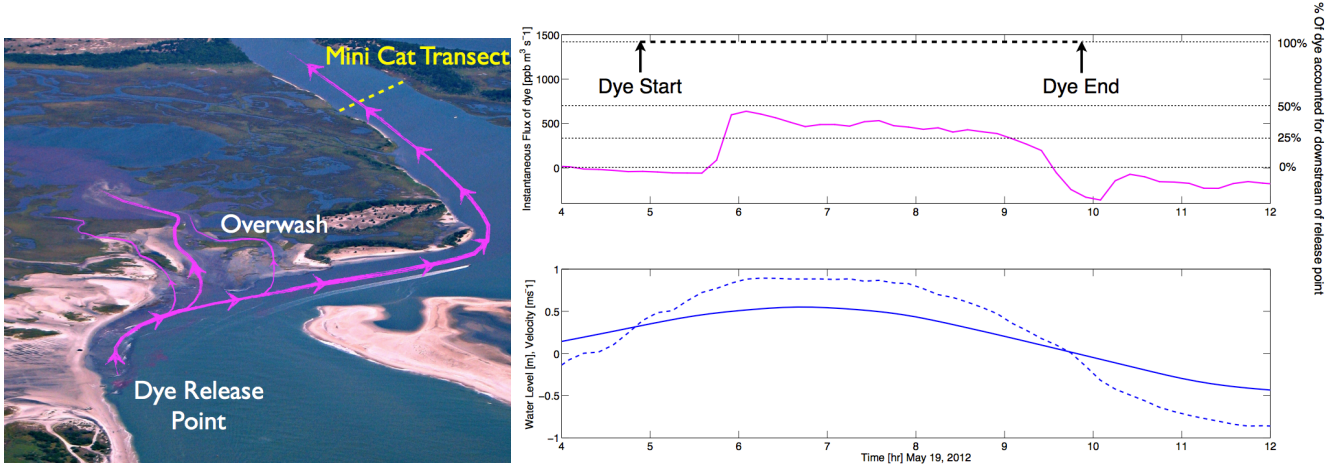 Mini Cat Transect
Overwash
Dye Release
Point
Instantaneous Flux of dye [ppb m³ s⁻¹]
1500
1000
500
0
Dye Start
Dye End
100%
50%
25%
0%
% Of dye accounted for downstream of release point
4 5 6 7 8 9 10 11 12
Water Level [m], Velocity [ms⁻¹]
1
0.5
0
−0.5
−1
4 5 6 7 8 9 10 11 12
Time [hr] May 19, 2012